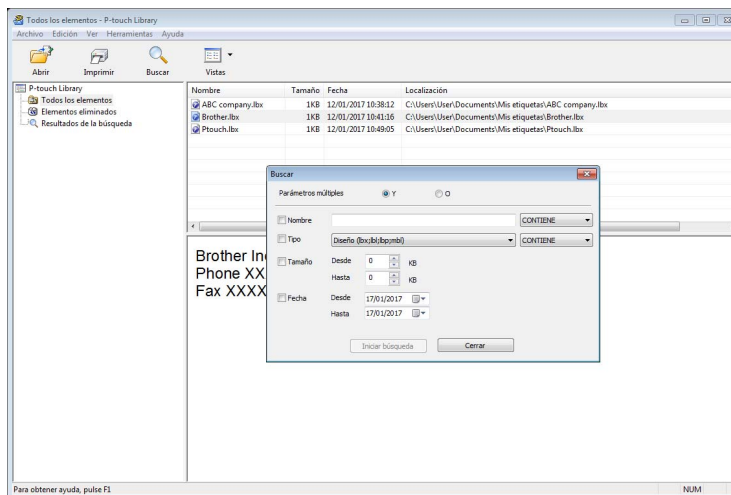 Todos los elementos - P-touch Library
Archivo Edición Ver Herramientas Ayuda
Abrir Imprimir Buscar Vistas
P-touch Library
Todos los elementos
Elementos eliminados
Resultados de la búsqueda
Nombre Tamaño Fecha Localización
ABC company.lbx 1KB 12/01/2017 10:38:12 C:\Users\User\Documents\Mis etiquetas\ABC company.lbx
Brother.lbx 1KB 12/01/2017 10:41:16 C:\Users\User\Documents\Mis etiquetas\Brother.lbx
Ptouch.lbx 1KB 12/01/2017 10:49:05 C:\Users\User\Documents\Mis etiquetas\Ptouch.lbx
Buscar
Parámetros múltiples Y O
Nombre CONTIENE
Tipo Diseño (lbx;lbl;lbp;mbl) CONTIENE
Tamaño Desde 0 KB
Hasta 0 KB
Fecha Desde 17/01/2017
Hasta 17/01/2017
Iniciar búsqueda Cerrar
Brother In
Phone XX
Fax XXXX
Para obtener ayuda, pulse F1 NUM